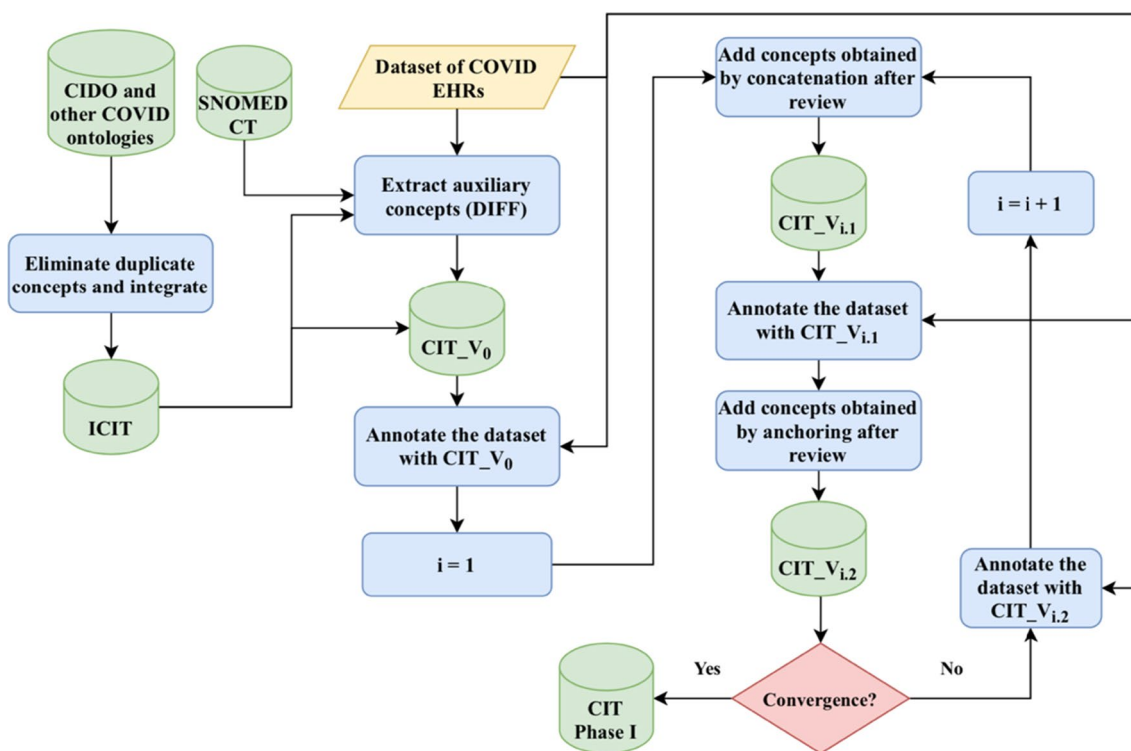 CIDO and
other COVID
ontologies
SNOMED
CT
Dataset of COVID
EHRs
Extract auxiliary
concepts (DIFF)
Eliminate duplicate
concepts and integrate
ICIT
CIT_V₀
Annotate the dataset
with CIT_V₀
i = 1
Add concepts obtained
by concatenation after
review
CIT_Vᵢ.₁
i = i + 1
Annotate the dataset
with CIT_Vᵢ.₁
Add concepts obtained
by anchoring after
review
CIT_Vᵢ.₂
Annotate the
dataset with
CIT_Vᵢ.₂
Convergence?
Yes
No
CIT
Phase I